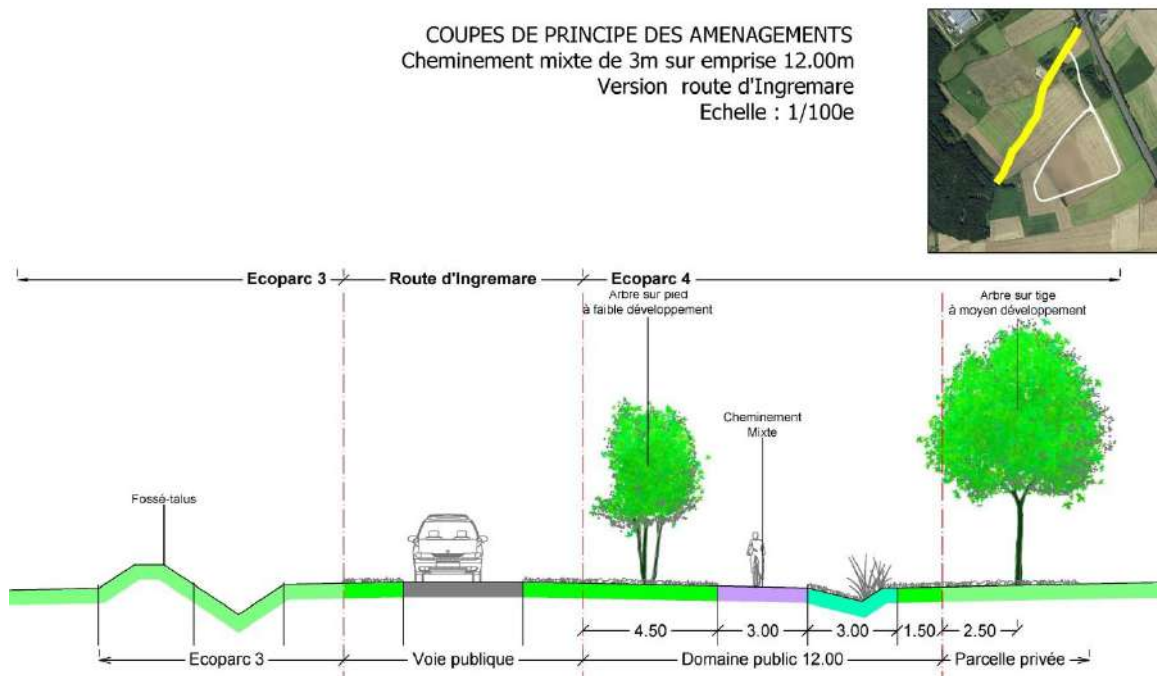 COUPES DE PRINCIPE DES AMENAGEMENTS
Cheminement mixte de 3m sur emprise 12.00m
Version route d'Ingremare
Echelle : 1/100e
Ecoparc 3 Route d'Ingremare Ecoparc 4
Arbre sur pied
à faible développement
Arbre sur tige
à moyen développement
Cheminement
Mixte
Fossé-talus
4.50 3.00 3.00 1.50 2.50
Ecoparc 3 Voie publique Domaine public 12.00 Parcelle privée